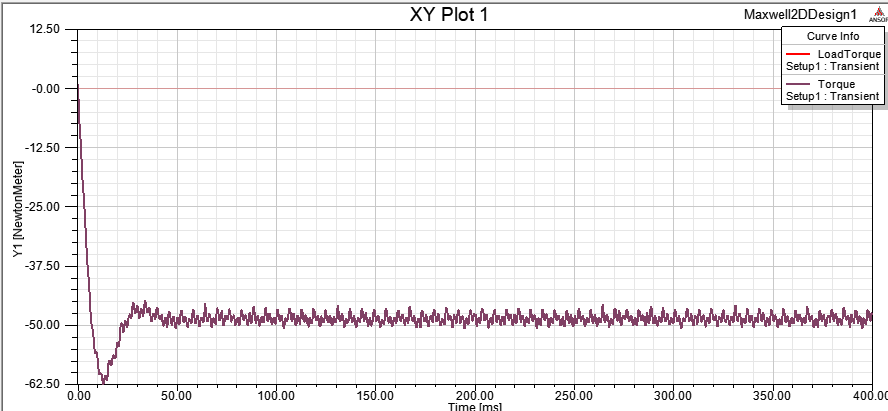 XY Plot 1
Maxwell2DDesign1
ANSOF
Curve Info
LoadTorque
Setup1 : Transient
Torque
Setup1 : Transient
12.50
-0.00
-12.50
-25.00
-37.50
-50.00
-62.50
Y1 [NewtonMeter]
0.00 50.00 100.00 150.00 200.00 250.00 300.00 350.00 400.00
Time [ms]